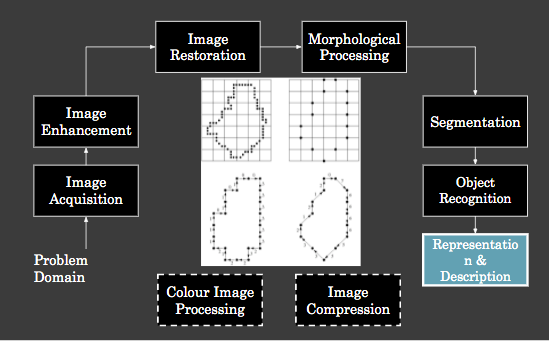 Image
Restoration
Morphological
Processing
Image
Enhancement
Segmentation
Image
Acquisition
Object
Recognition
Representatio
n &
Description
Problem
Domain
Colour Image
Processing
Image
Compression